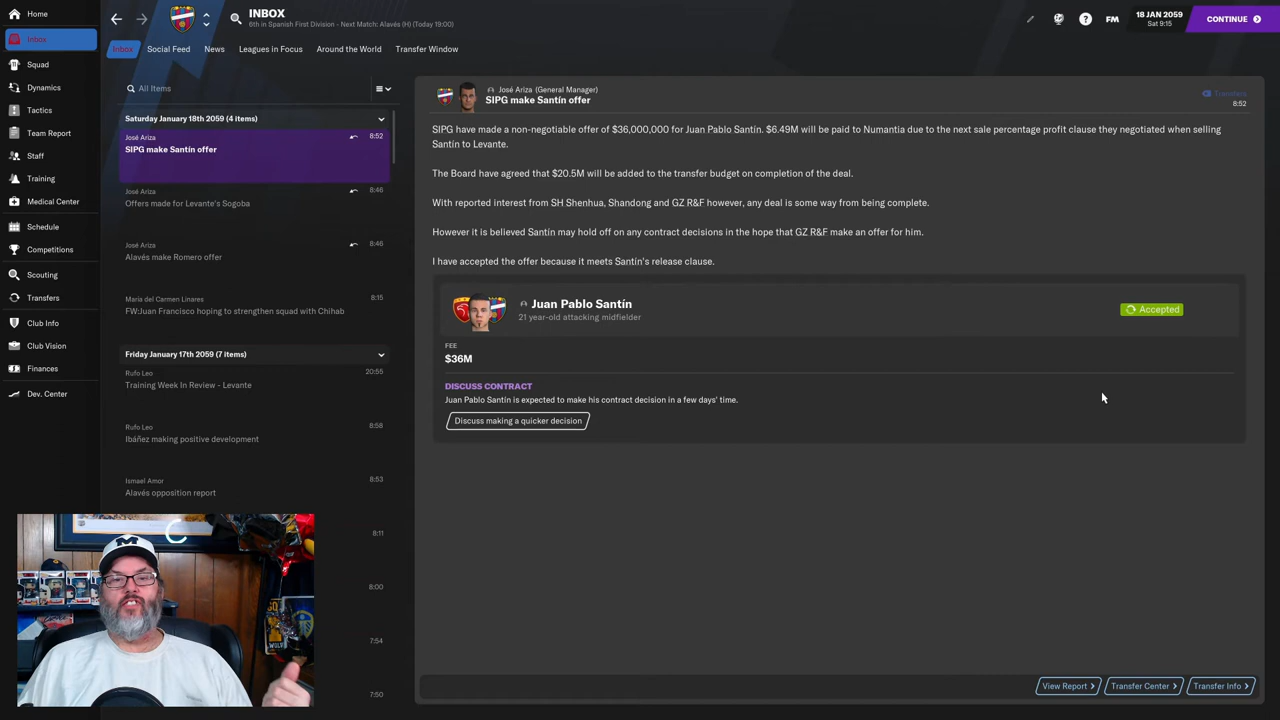 Home
Inbox
Squad
Dynamics
Tactics
Team Report
Staff
Training
Medical Center
Schedule
Competitions
Scouting
Transfers
Club Info
Club Vision
Finances
Dev. Center
INBOX
6th in Spanish First Division - Next Match: Alavés (H) (Today 19:00)
FM
18 JAN 2059
Sat 9:15
CONTINUE
Inbox
Social Feed
News
Leagues in Focus
Around the World
Transfer Window
All Items
Saturday January 18th 2059 (4 items)
José Ariza
8:52
SIPG make Santín offer
José Ariza
8:46
Offers made for Levante's Sogoba
José Ariza
8:46
Alavés make Romero offer
María del Carmen Linares
8:15
FW:Juan Francisco hoping to strengthen squad with Chihab
Friday January 17th 2059 (7 items)
Rufo Leo
20:55
Training Week In Review - Levante
Rufo Leo
8:58
Ibáñez making positive development
Ismael Amor
8:53
Alavés opposition report
8:11
8:00
7:54
7:50
José Ariza (General Manager)
SIPG make Santín offer
Transfers
8:52
SIPG have made a non-negotiable offer of $36,000,000 for Juan Pablo Santín. $6.49M will be paid to Numantia due to the next sale percentage profit clause they negotiated when selling
Santín to Levante.
The Board have agreed that $20.5M will be added to the transfer budget on completion of the deal.
With reported interest from SH Shenhua, Shandong and GZ R&F however, any deal is some way from being complete.
However it is believed Santín may hold off on any contract decisions in the hope that GZ R&F make an offer for him.
I have accepted the offer because it meets Santín's release clause.
Juan Pablo Santín
21 year-old attacking midfielder
Accepted
FEE
$36M
DISCUSS CONTRACT
Juan Pablo Santín is expected to make his contract decision in a few days' time.
Discuss making a quicker decision
View Report
Transfer Center
Transfer Info